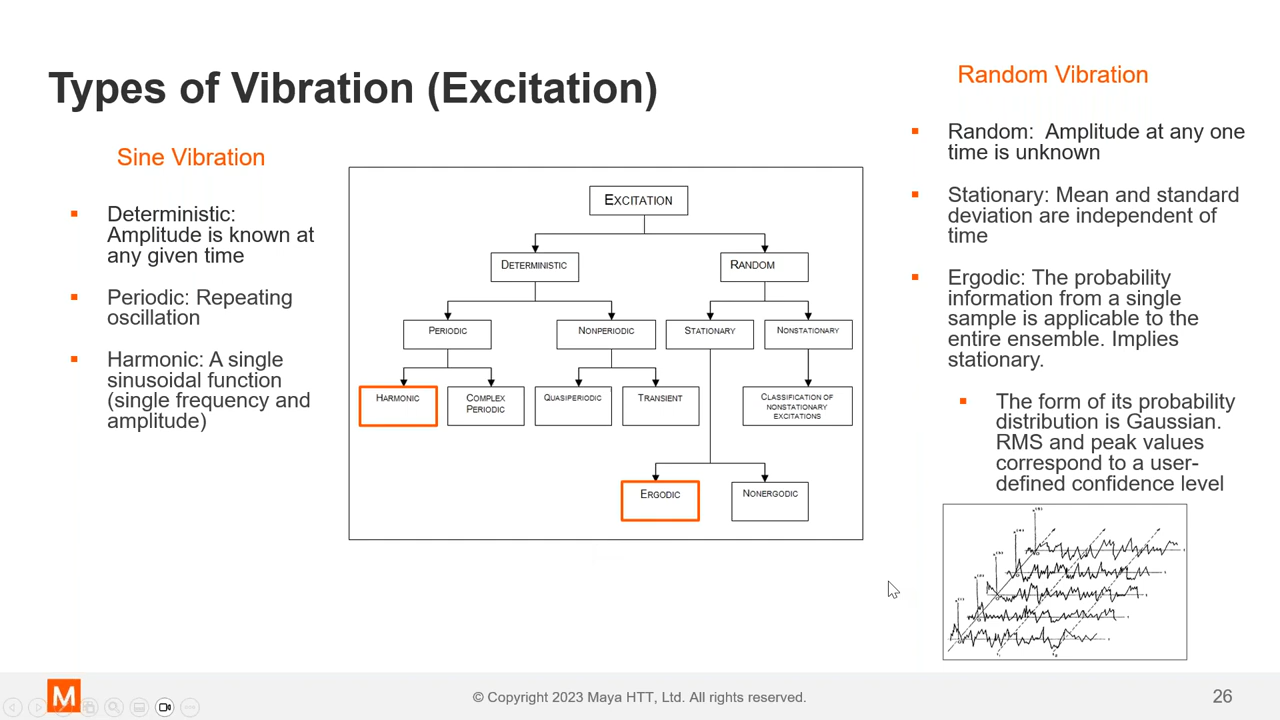 Types of Vibration (Excitation)
Sine Vibration
Deterministic:
Amplitude is known at
any given time
Periodic: Repeating
oscillation
Harmonic: A single
sinusoidal function
(single frequency and
amplitude)
EXCITATION
DETERMINISTIC
RANDOM
PERIODIC
NONPERIODIC
STATIONARY
NONSTATIONARY
HARMONIC
COMPLEX
PERIODIC
QUASIPERIODIC
TRANSIENT
CLASSIFICATION OF
NONSTATIONARY
EXCITATIONS
ERGODIC
NONERGODIC
Random Vibration
Random: Amplitude at any one
time is unknown
Stationary: Mean and standard
deviation are independent of
time
Ergodic: The probability
information from a single
sample is applicable to the
entire ensemble. Implies
stationary.
The form of its probability
distribution is Gaussian.
RMS and peak values
correspond to a user-
defined confidence level
M
© Copyright 2023 Maya HTT, Ltd. All rights reserved.
26